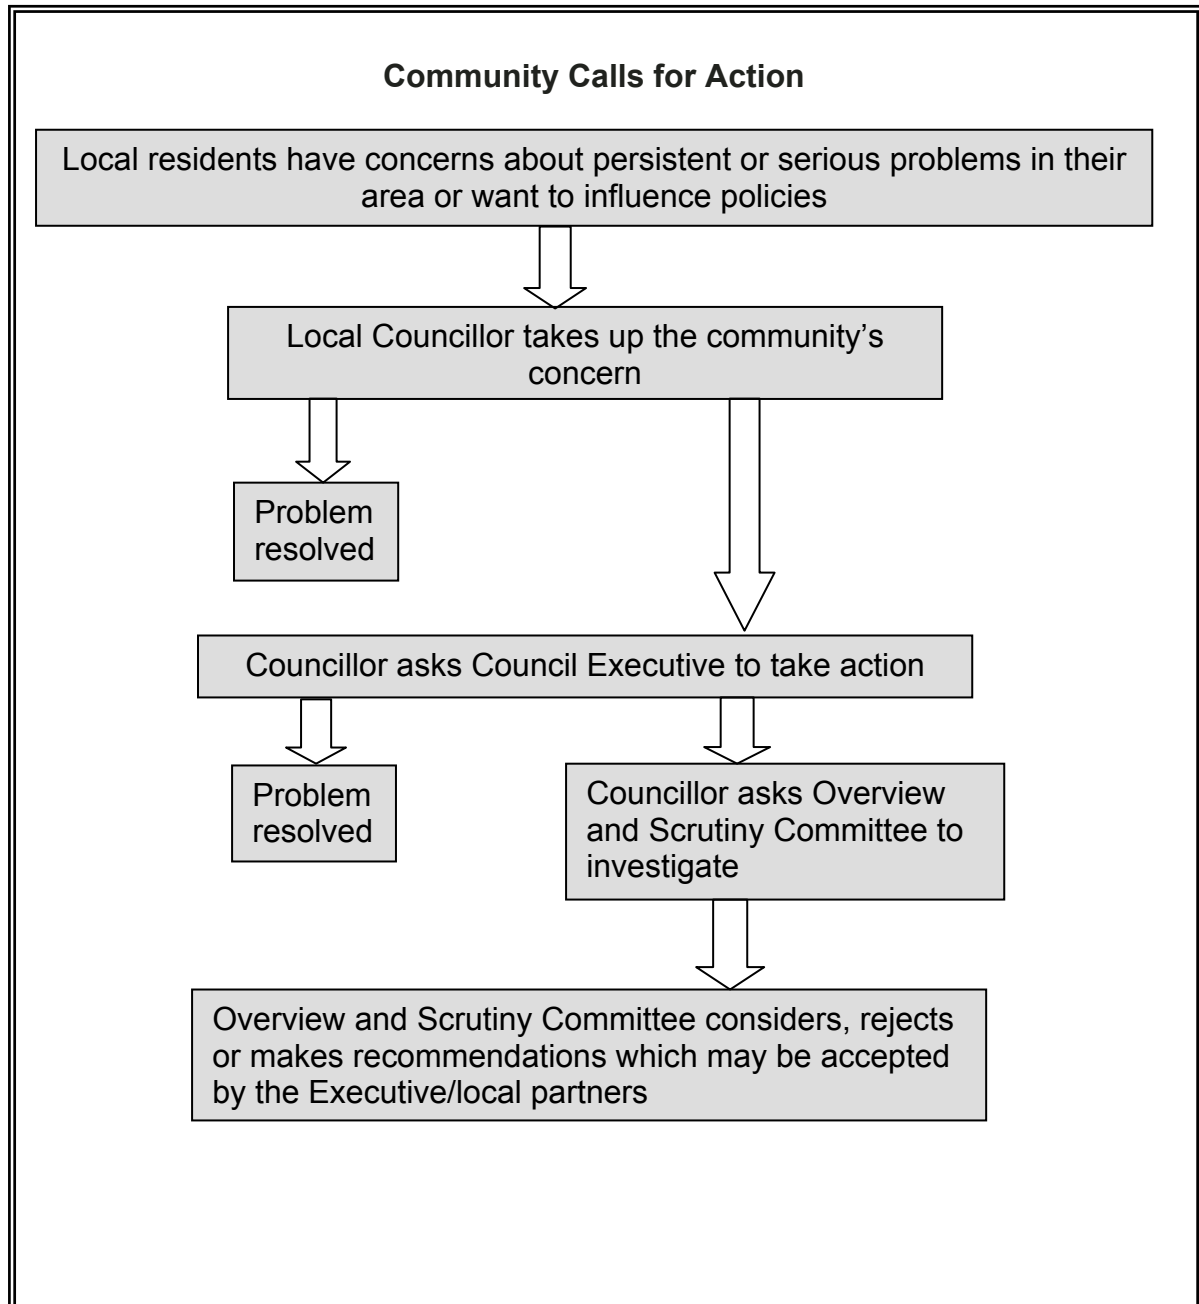 Community Calls for Action
Local residents have concerns about persistent or serious problems in their
area or want to influence policies
Local Councillor takes up the community’s
concern
Problem
resolved
Councillor asks Council Executive to take action
Problem
resolved
Councillor asks Overview
and Scrutiny Committee to
investigate
Overview and Scrutiny Committee considers, rejects
or makes recommendations which may be accepted
by the Executive/local partners